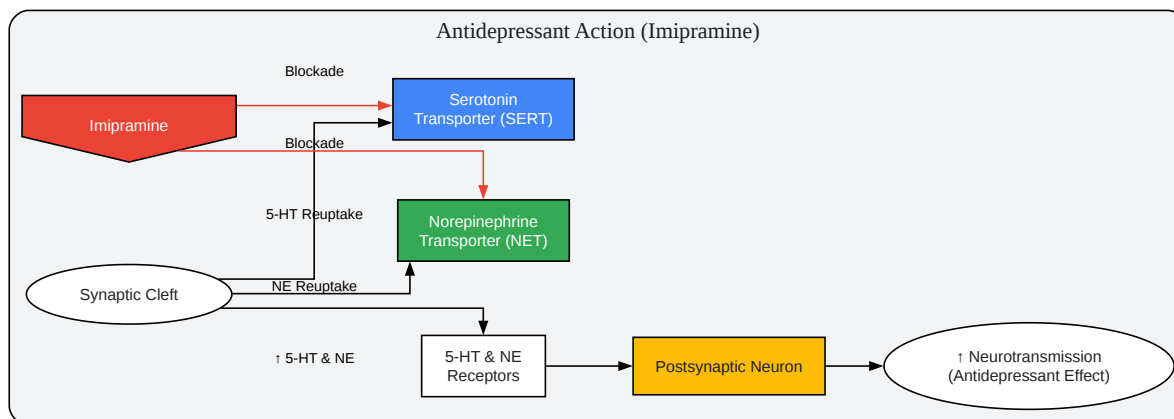 Antidepressant Action (Imipramine)
Blockade
Serotonin
Transporter (SERT)
Imipramine
Blockade
5-HT Reuptake
Norepinephrine
Transporter (NET)
Synaptic Cleft
NE Reuptake
↑ 5-HT & NE
5-HT & NE
Receptors
Postsynaptic Neuron
↑ Neurotransmission
(Antidepressant Effect)